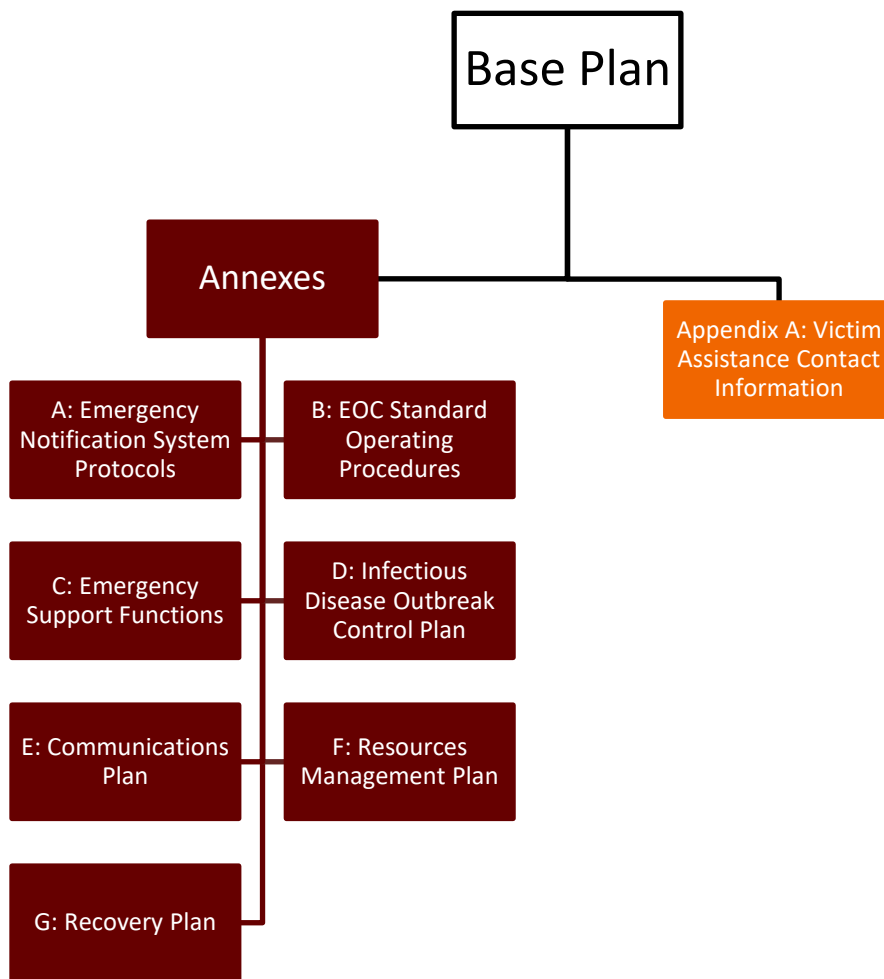 Base Plan
Annexes
Appendix A: Victim
Assistance Contact
Information
A: Emergency
Notification System
Protocols
B: EOC Standard
Operating
Procedures
C: Emergency
Support Functions
D: Infectious
Disease Outbreak
Control Plan
E: Communications
Plan
F: Resources
Management Plan
G: Recovery Plan